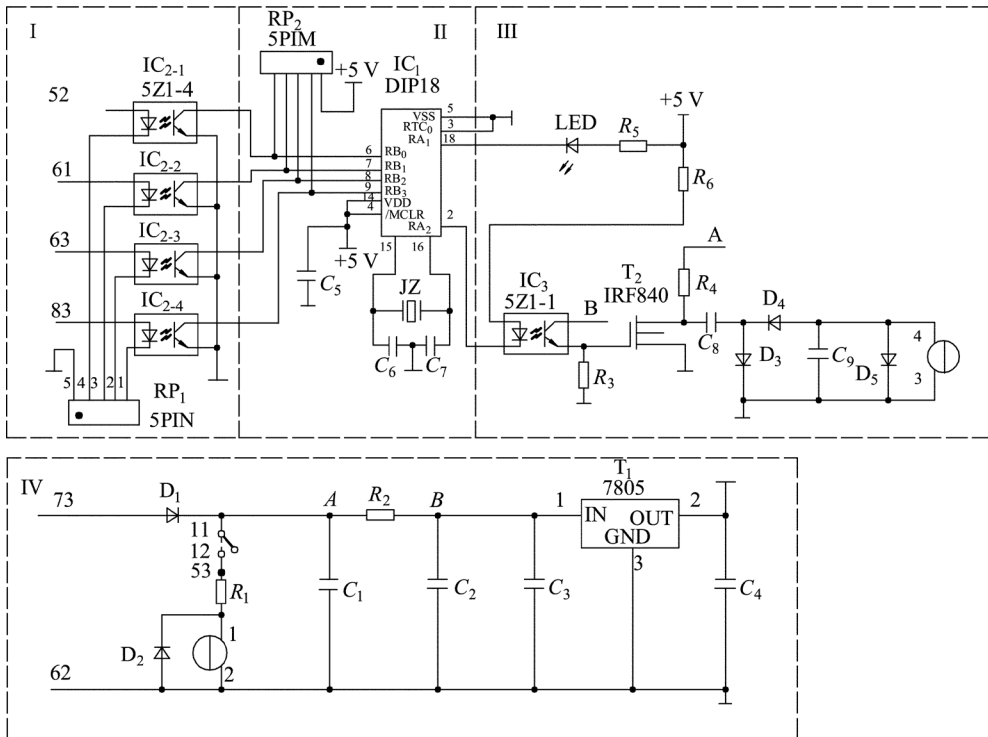 I
II
III
RP2
5PIM
IC2-1
5Z1-4
52
+5 V
IC1
DIP18
VSS 5
RTC0 3
RA1 18
LED
R5
+5 V
6 RB0
7 RB1
8 RB2
9 RB3
14 VDD
4 /MCLR
RA2 2
61
IC2-2
R6
63
IC2-3
A
15
16
+5 V
C5
JZ
IC3
5Z1-1
B
T2
IRF840
R4
D4
83
IC2-4
C6
C7
R3
C8
D3
C9
D5
4
3
5
4
3
2
1
RP1
5PIN
IV
73
D1
A
R2
B
T1
7805
1
IN
OUT
GND
2
3
11
12
53
R1
C1
C2
C3
C4
D2
1
2
62